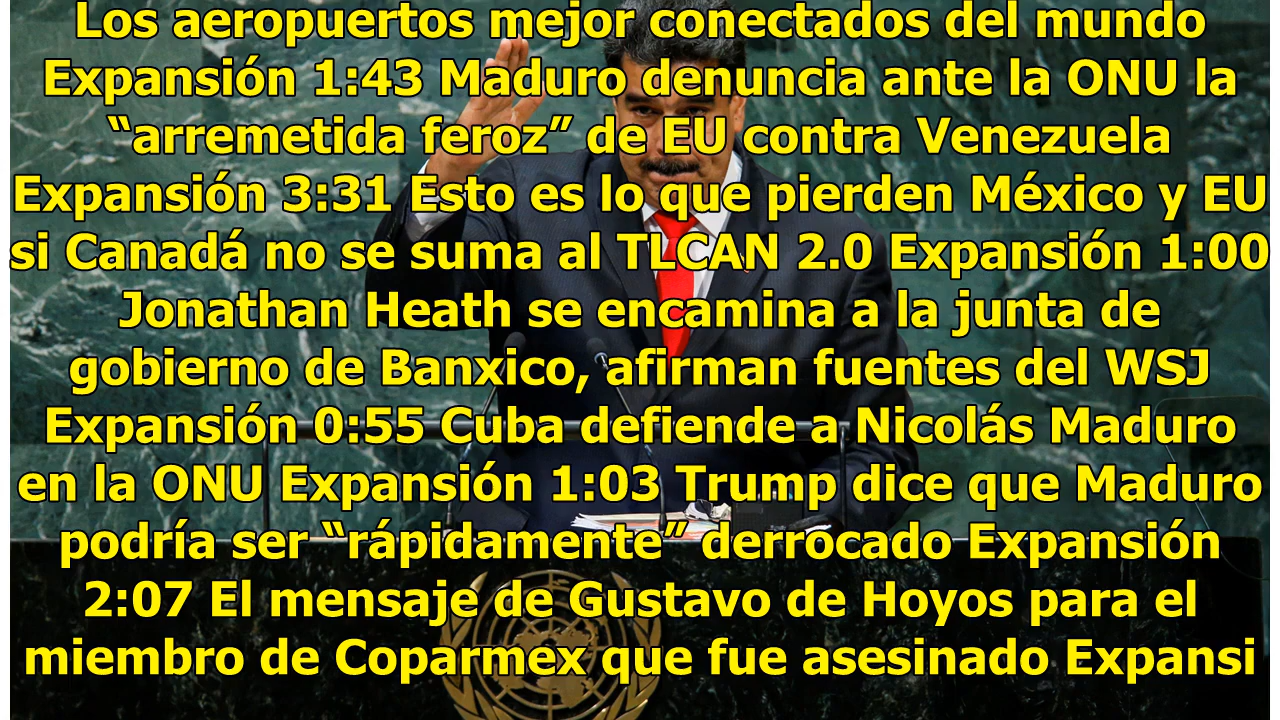 Los aeropuertos mejor conectados del mundo
Expansión 1:43 Maduro denuncia ante la ONU la
“arremetida feroz” de EU contra Venezuela
Expansión 3:31 Esto es lo que pierden México y EU
si Canadá no se suma al TLCAN 2.0 Expansión 1:00
Jonathan Heath se encamina a la junta de
gobierno de Banxico, afirman fuentes del WSJ
Expansión 0:55 Cuba defiende a Nicolás Maduro
en la ONU Expansión 1:03 Trump dice que Maduro
podría ser “rápidamente” derrocado Expansión
2:07 El mensaje de Gustavo de Hoyos para el
miembro de Coparmex que fue asesinado Expansi